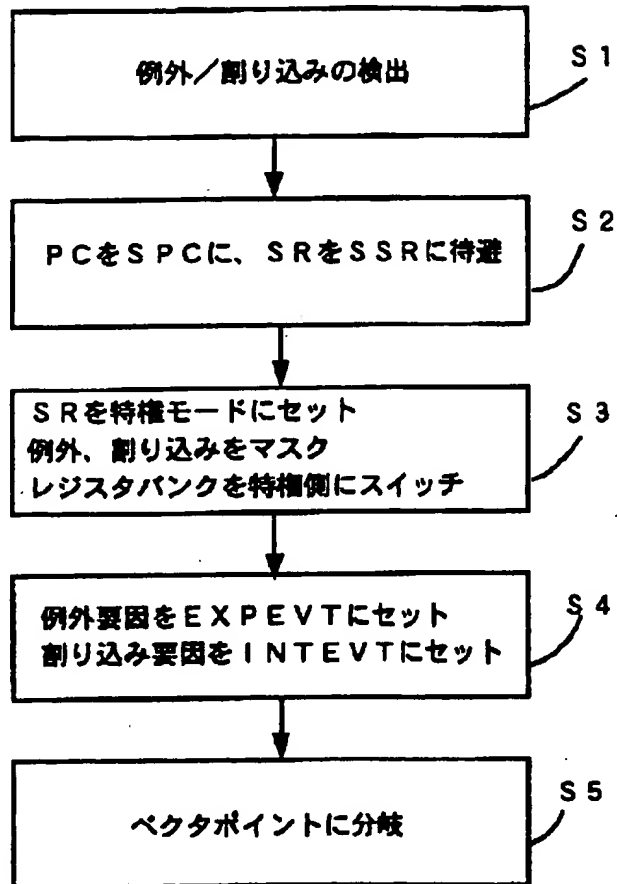 例外/割り込みの検出
S1
PCをSPCに、SRをSSRに待避
S2
SRを特権モードにセット
例外、割り込みをマスク
レジスタバンクを特権側にスイッチ
S3
例外要因をEXPEVTにセット
割り込み要因をINTEVTにセット
S4
ベクタポイントに分岐
S5